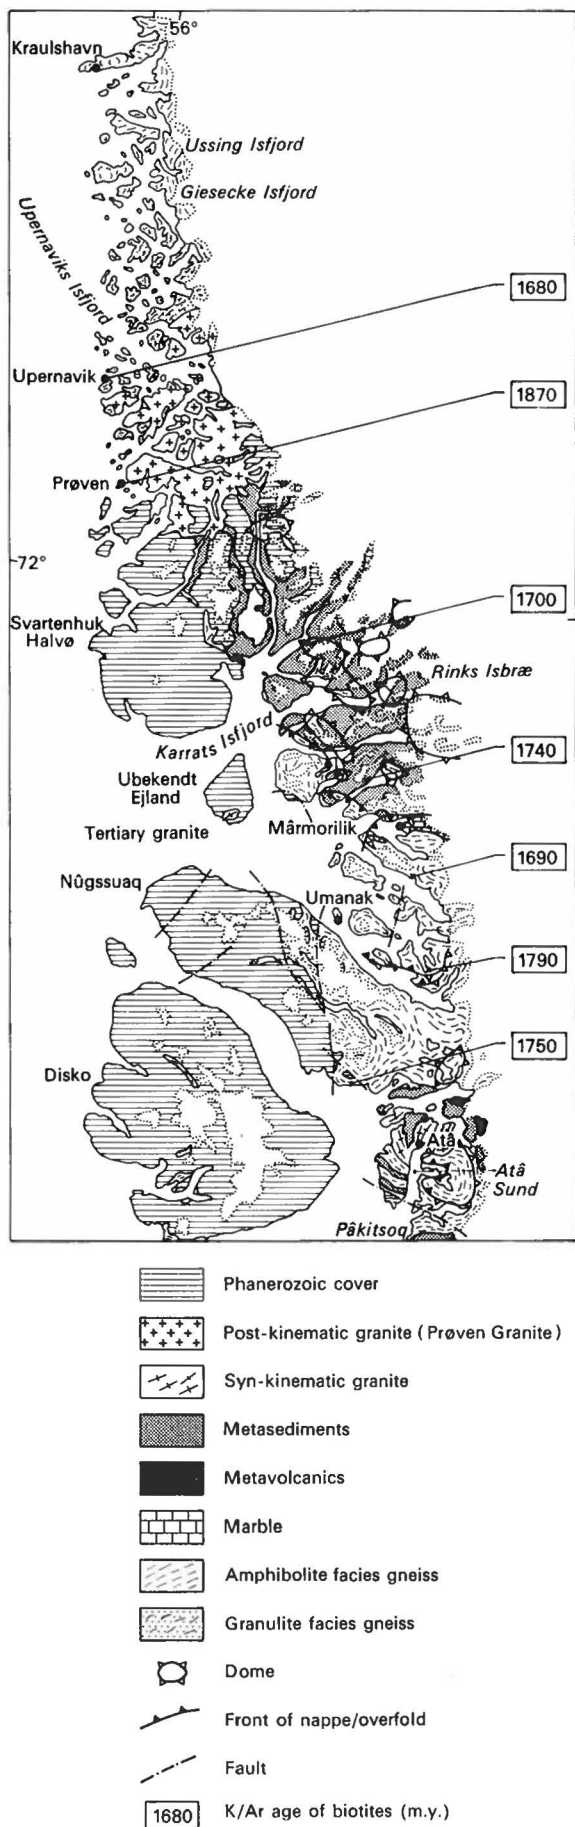 56°
Kraulshavn
Ussing Isfjord
Giesecke Isfjord
Upernaviks Isfjord
1680
Upernavik
1870
Prøven
72°
1700
Svartenhuk
Halvø
Rinks Isbræ
Karrats Isfjord
1740
Ubekendt
Ejland
Mârmorilik
Tertiary granite
1690
Nûgssuaq
Umanak
1790
1750
Disko
Atâ
Atâ
Sund
Pâkitsoq
Phanerozoic cover
Post-kinematic granite (Prøven Granite)
Syn-kinematic granite
Metasediments
Metavolcanics
Marble
Amphibolite facies gneiss
Granulite facies gneiss
Dome
Front of nappe/overfold
Fault
1680 K/Ar age of biotites (m.y.)